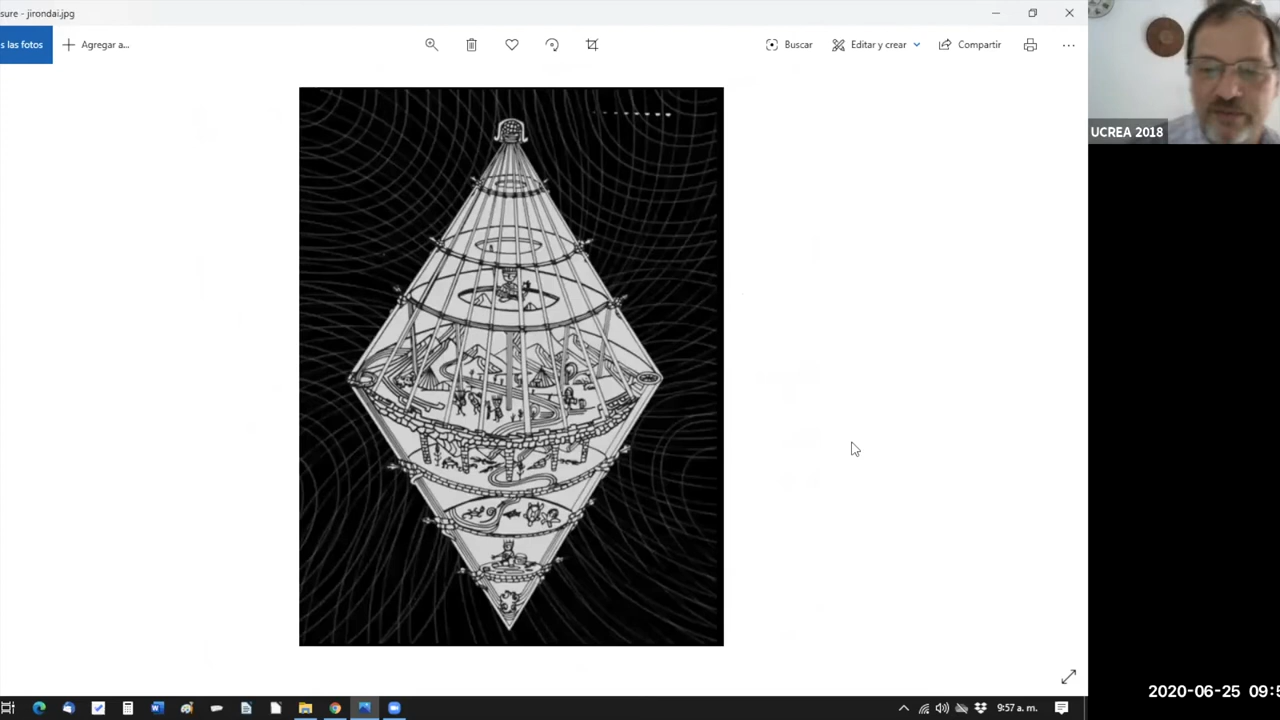 sure - jirondai.jpg
s las fotos
Agregar a...
Buscar
Editar y crear
Compartir
UCREA 2018
9:57 a. m.
2020-06-25 09:5